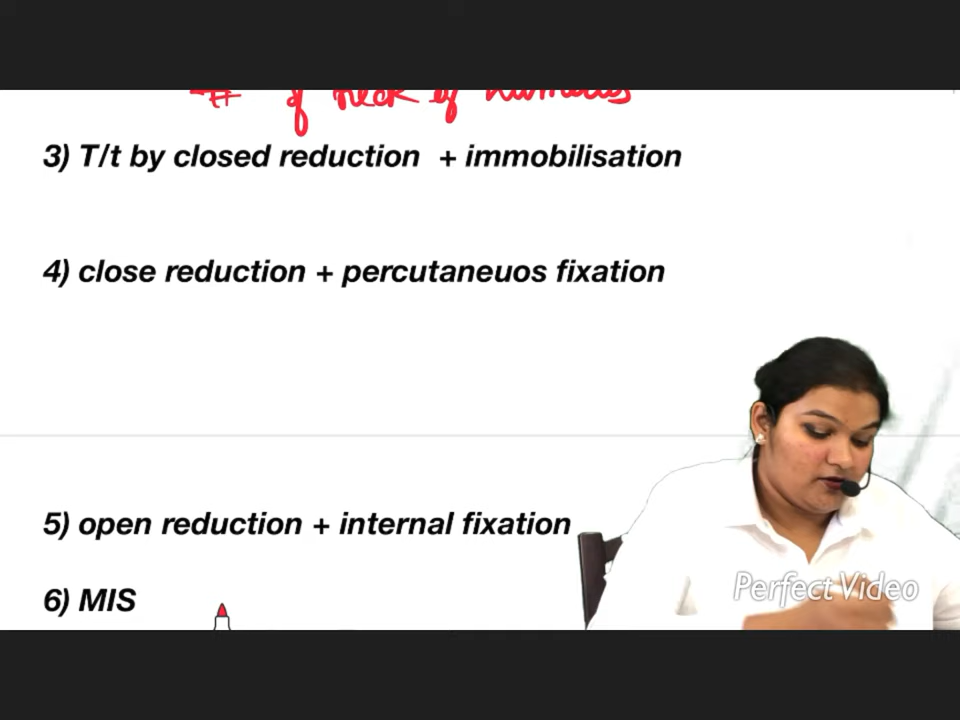 # of neck of humerus
3) T/t by closed reduction + immobilisation
4) close reduction + percutaneuos fixation
5) open reduction + internal fixation
6) MIS
Perfect Video